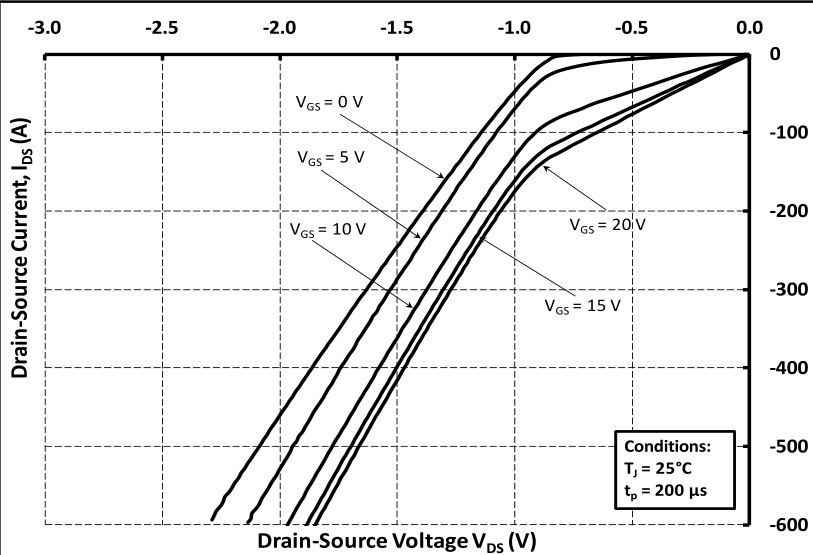 -3.0 -2.5 -2.0 -1.5 -1.0 -0.5 0.0
0
-100
-200
-300
-400
-500
-600
Drain-Source Current, IDS (A)
VGS = 0 V
VGS = 5 V
VGS = 10 V
VGS = 20 V
VGS = 15 V
Conditions:
TJ = 25°C
tp = 200 µs
Drain-Source Voltage VDS (V)